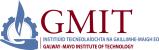 GMIT
INSTITIÚID TEICNEOLAÍOCHTA NA GAILLIMHE-MAIGH EO
GALWAY-MAYO INSTITUTE OF TECHNOLOGY